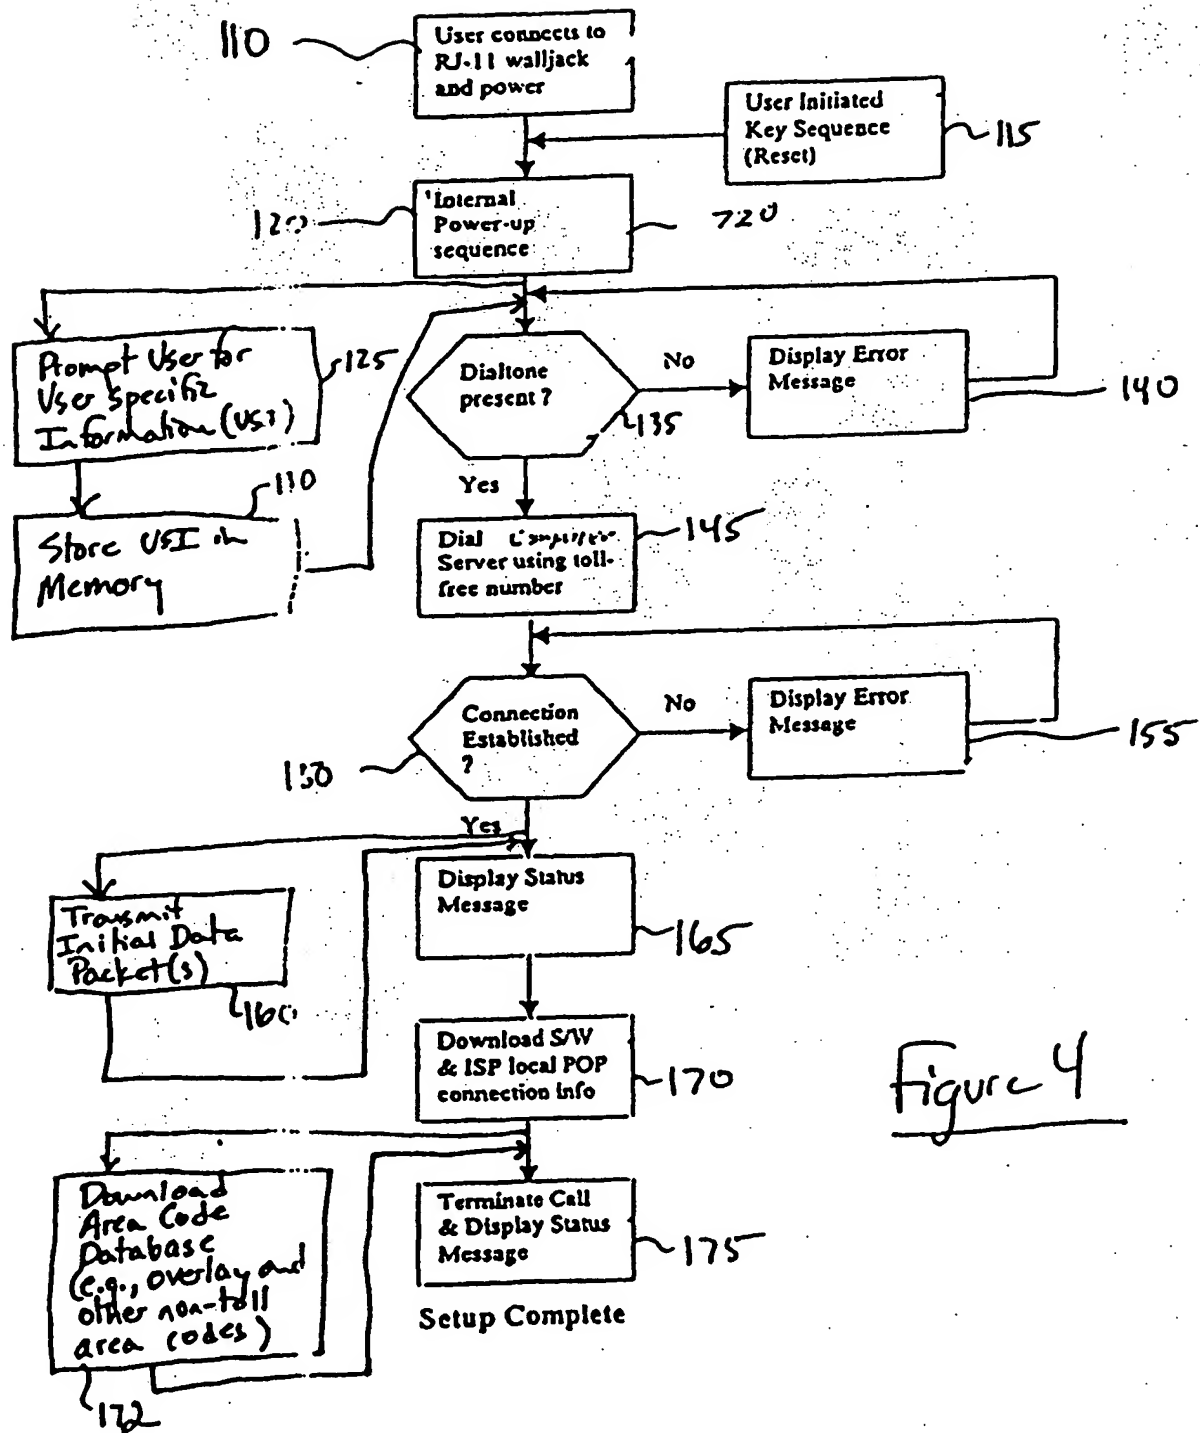 110
User connects to
RJ-11 walljack
and power
User Initiated
Key Sequence
(Reset)
115
120
Internal
Power-up
sequence
720
Prompt User for
User Specific
Information (USI)
125
Dialtone
present ?
135
No
Display Error
Message
140
Yes
130
Store USI in
Memory
Dial
Server using toll-
free number
145
Connection
Established
?
150
No
Display Error
Message
155
Yes
Transmit
Initial Data
Packet(s)
160
Display Status
Message
165
Download S/W
& ISP local POP
connection info
170
Figure 4
Download
Area Code
Database
(e.g., overlay and
other non-toll
area codes)
172
Terminate Call
& Display Status
Message
175
Setup Complete